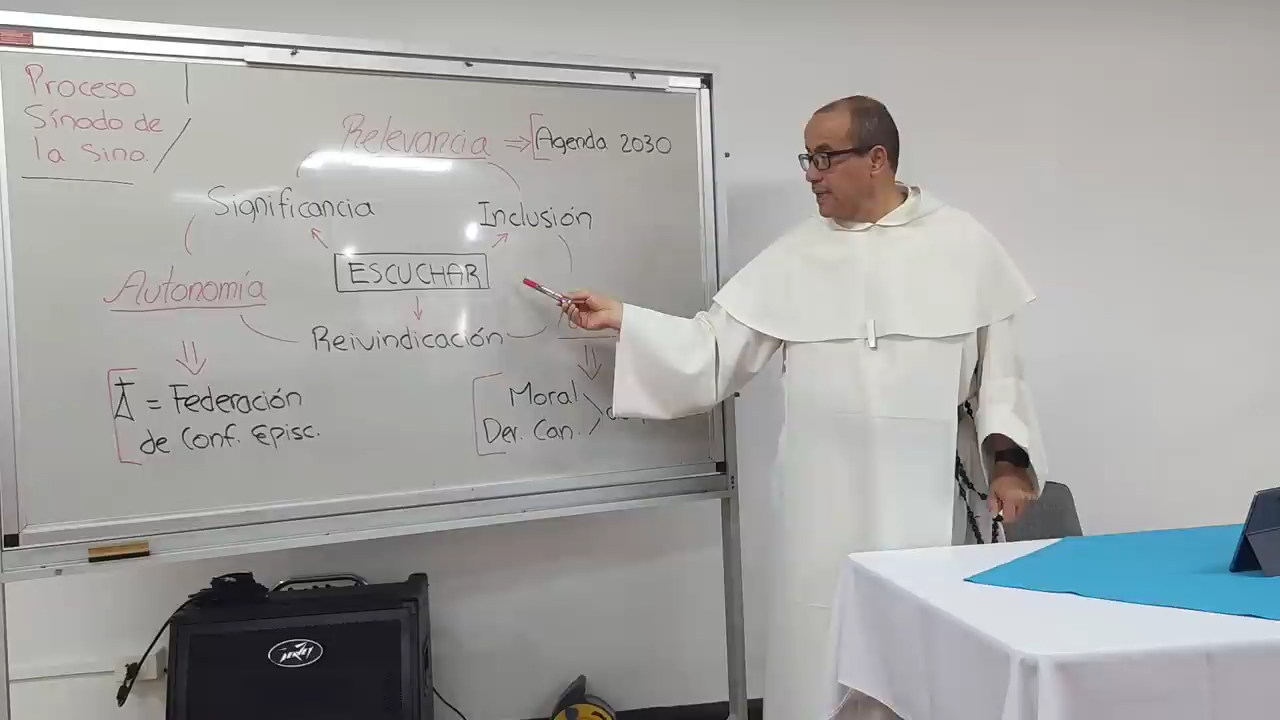 Proceso
Sínodo de
la Sino.
Relevancia ⇒ [Agenda 2030
Significancia
Inclusión
ESCUCHAR
Autonomía
Reivindicación
= Federación
de Conf. Episc.
Moral
Der. Can.
PEAVEY